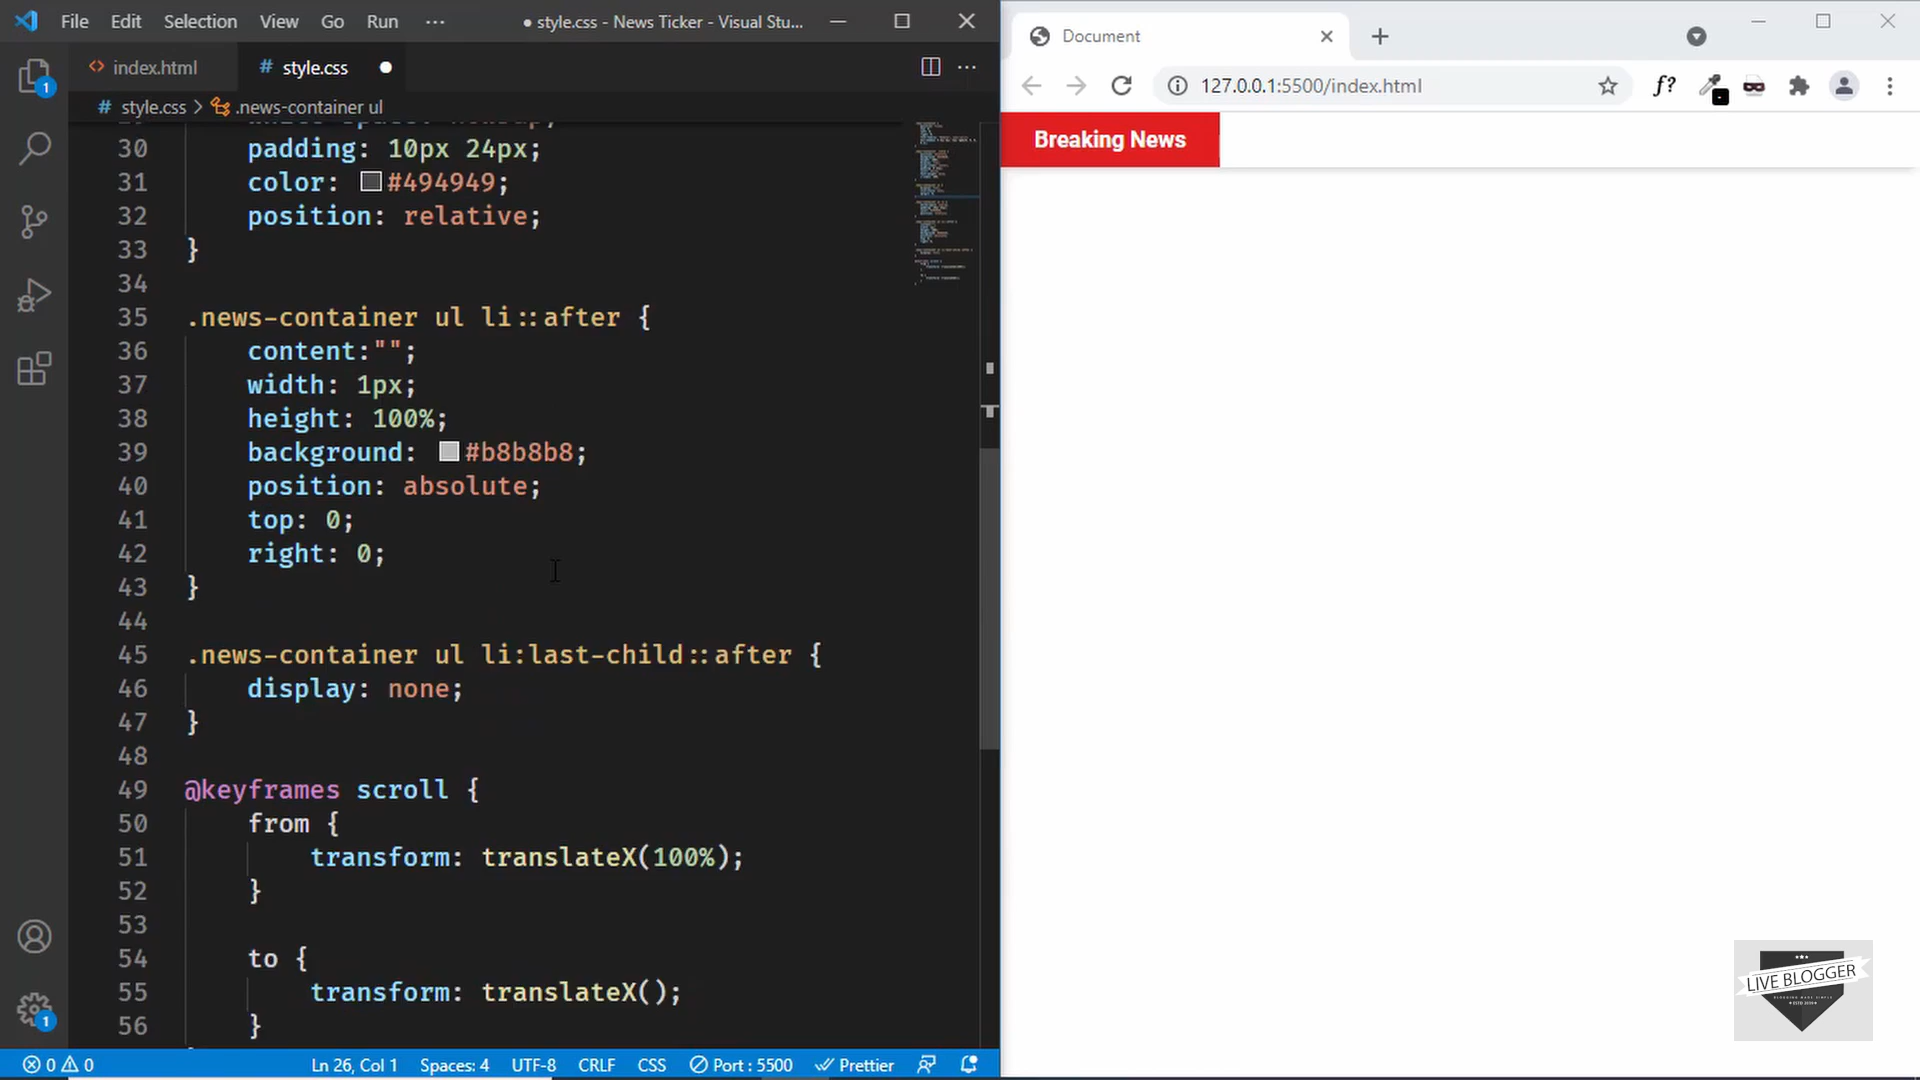 File Edit Selection View Go Run ··· ● style.css - News Ticker - Visual Stu...
index.html
# style.css ●
# style.css > .news-container ul
30 padding: 10px 24px;
31 color: #494949;
32 position: relative;
33 }
34
35 .news-container ul li::after {
36 content:"";
37 width: 1px;
38 height: 100%;
39 background: #b8b8b8;
40 position: absolute;
41 top: 0;
42 right: 0;
43 }
44
45 .news-container ul li:last-child::after {
46 display: none;
47 }
48
49 @keyframes scroll {
50 from {
51 transform: translateX(100%);
52 }
53
54 to {
55 transform: translateX();
56 }
1
1
0 0 Ln 26, Col 1 Spaces: 4 UTF-8 CRLF CSS Port : 5500 Prettier
Document
127.0.0.1:5500/index.html
f?
Breaking News
LIVE BLOGGER